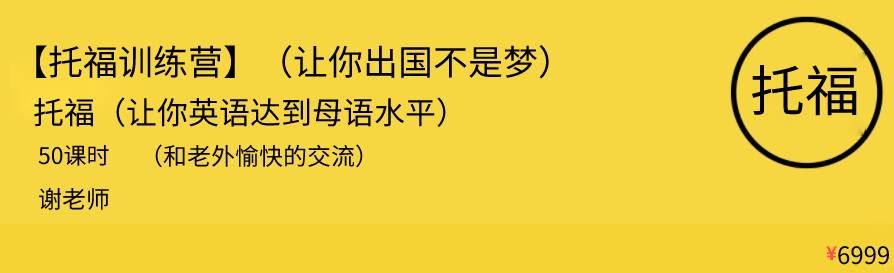 【托福训练营】（让你出国不是梦）
托福
托福（让你英语达到母语水平）
50课时 （和老外愉快的交流）
谢老师
¥6999